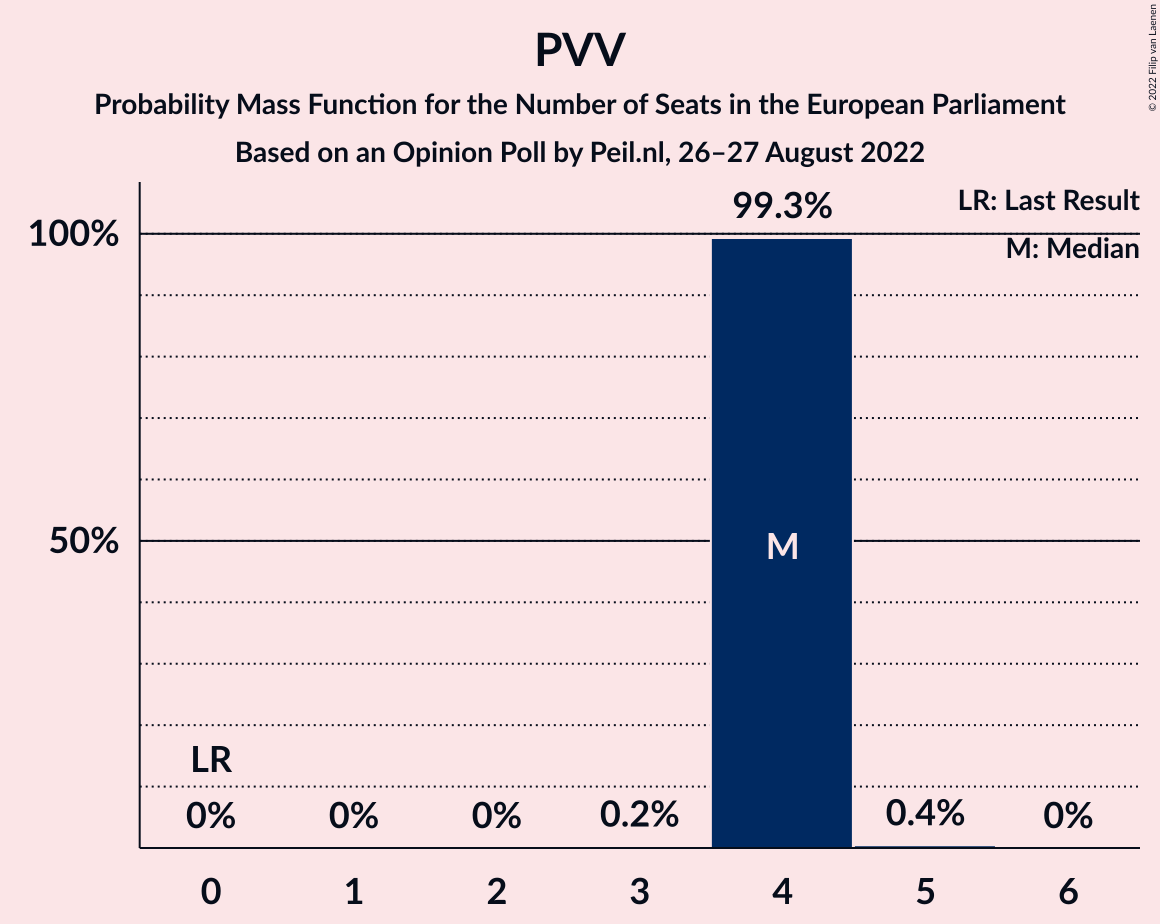 PVV
Probability Mass Function for the Number of Seats in the European Parliament
Based on an Opinion Poll by Peil.nl, 26–27 August 2022
© 2022 Filip van Laenen
LR: Last Result
M: Median
99.3%
100%
50%
M
LR
0% 0% 0% 0.2% 0.4% 0%
0 1 2 3 4 5 6